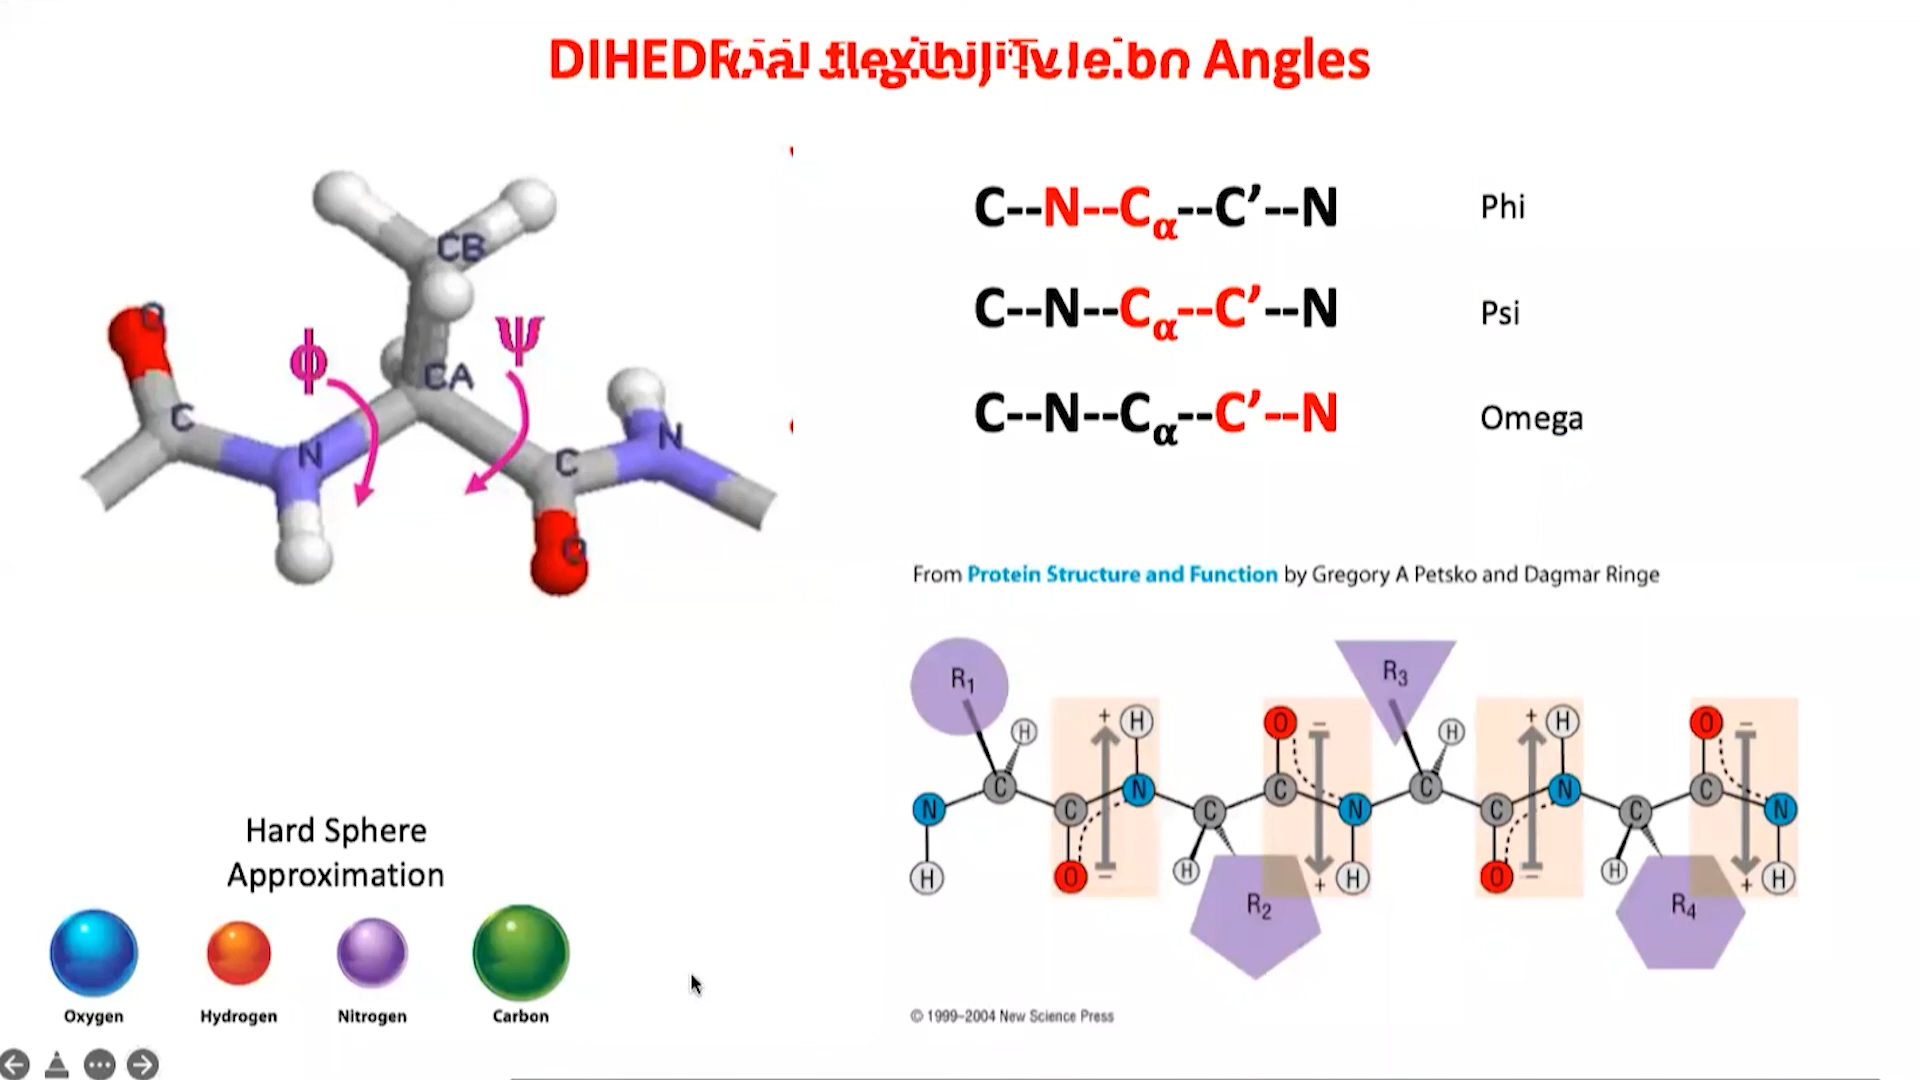 Angles
C--N--Cα--C’--N Phi
C--N--Cα--C’--N Psi
C--N--Cα--C’--N Omega
O
CB
ϕ
ψ
CA
C
N
N
C
O
From Protein Structure and Function by Gregory A Petsko and Dagmar Ringe
R1
R3
+ H
O –
+ H
O –
H
H
C
N
C
C
N
C
N
C
C
N
C
C
N
N
H
O –
H
+ H
O –
H
+ H
R2
R4
Hard Sphere
Approximation
Oxygen Hydrogen Nitrogen Carbon
© 1999–2004 New Science Press